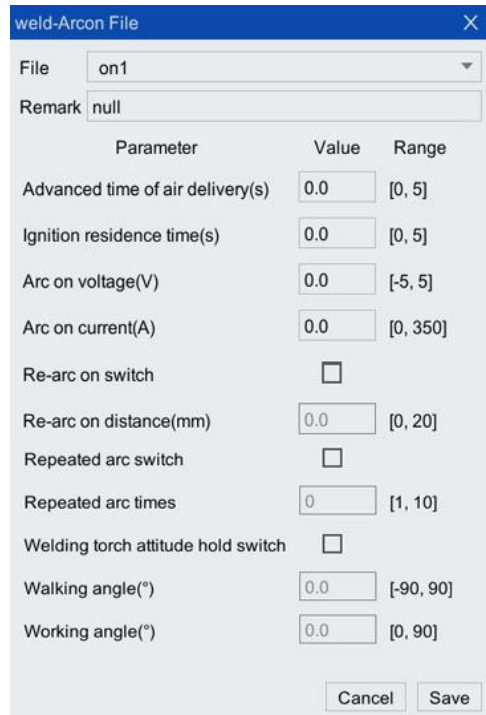 weld-Arcon File
File on1
Remark null
Parameter Value Range
Advanced time of air delivery(s) 0.0 [0, 5]
Ignition residence time(s) 0.0 [0, 5]
Arc on voltage(V) 0.0 [-5, 5]
Arc on current(A) 0.0 [0, 350]
Re-arc on switch
Re-arc on distance(mm) 0.0 [0, 20]
Repeated arc switch
Repeated arc times 0 [1, 10]
Welding torch attitude hold switch
Walking angle(°) 0.0 [-90, 90]
Working angle(°) 0.0 [0, 90]
Cancel Save